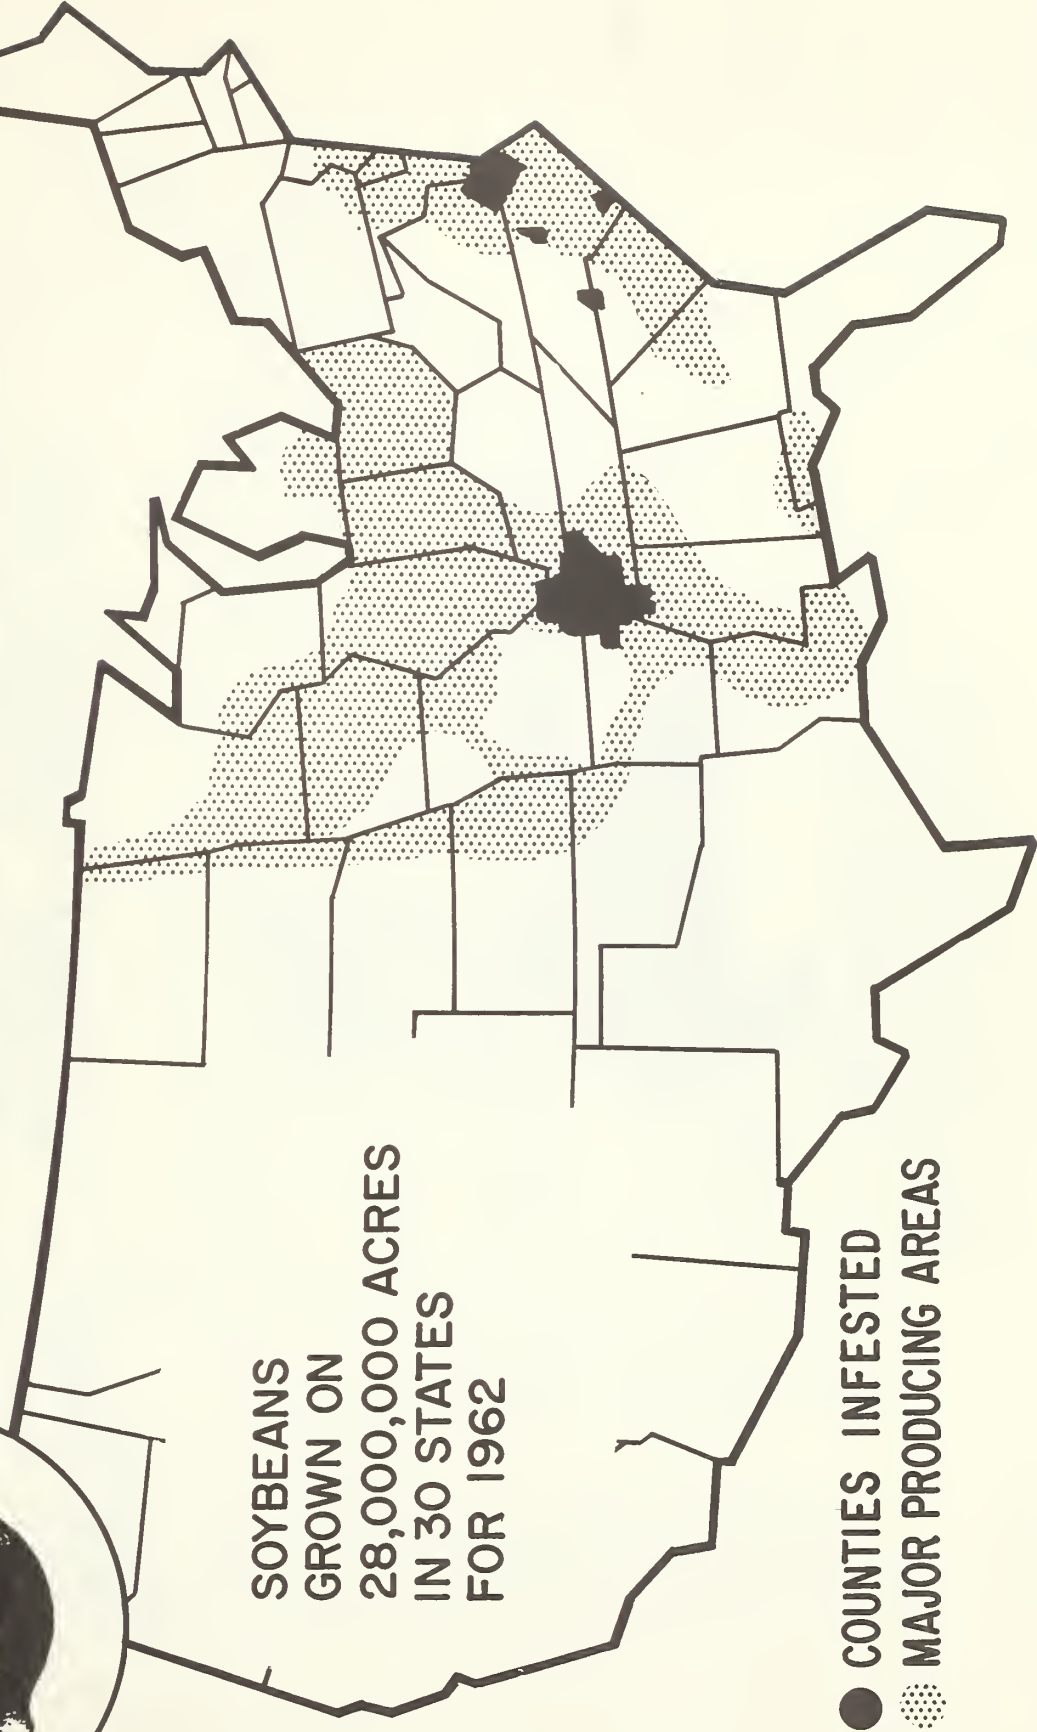 SOYBEANS
GROWN ON
28,000,000 ACRES
IN 30 STATES
FOR 1962
COUNTIES INFESTED
MAJOR PRODUCING AREAS